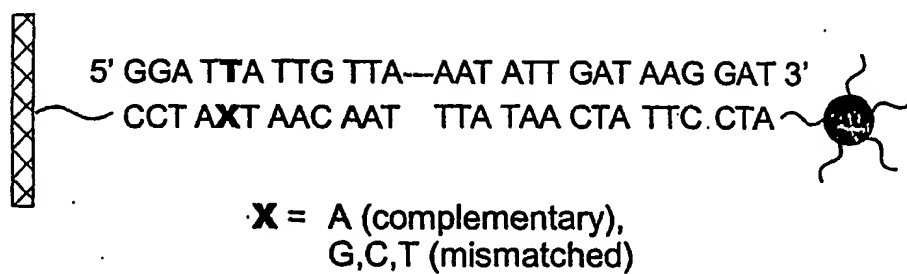 5' GGA TTA TTG TTA---AAT ATT GAT AAG GAT 3'
CCT AXT AAC AAT TTA TAA CTA TTC CTA
X = A (complementary),
G,C,T (mismatched)